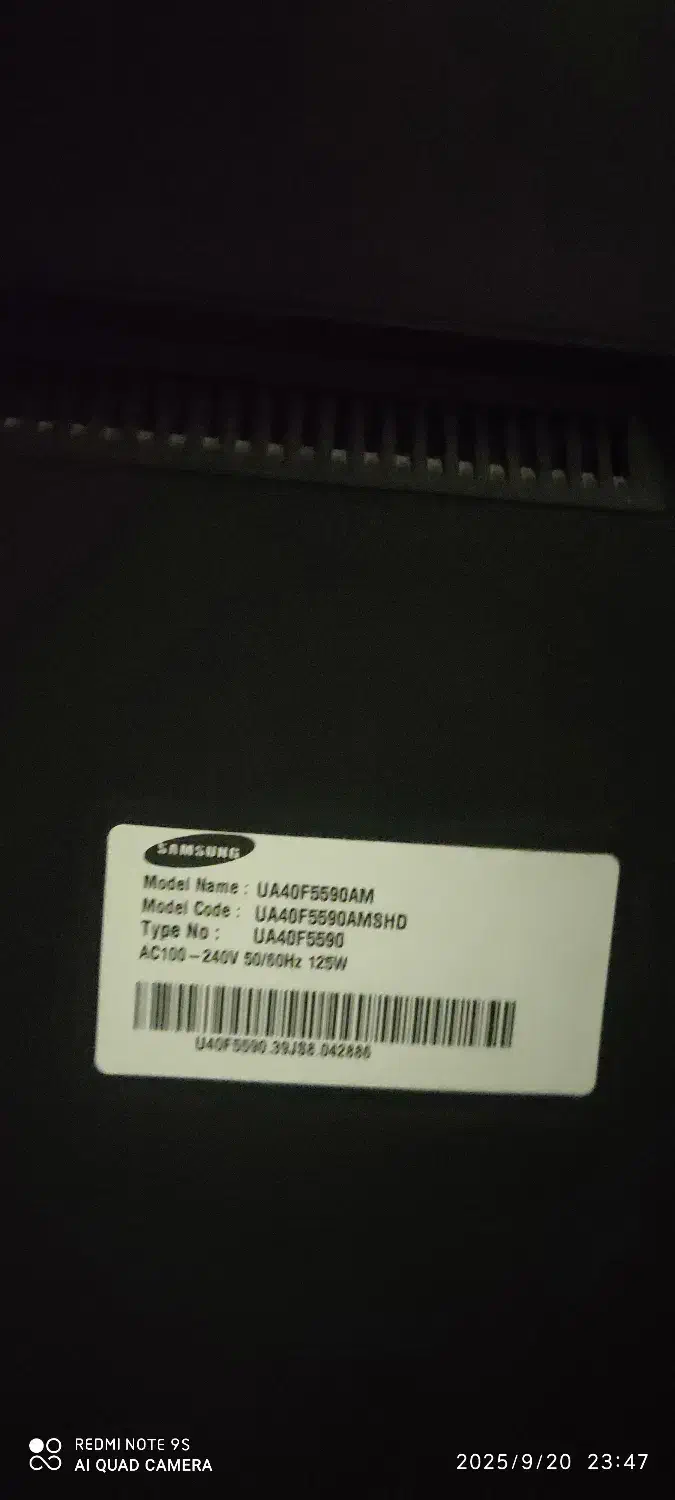 SAMSUNG
Model Name : UA40F5590AM
Model Code : UA40F5590AMSHD
Type No : UA40F5590
AC100-240V 50/60Hz 125W
U40F5590.39JS8.042886
REDMI NOTE 9S
AI QUAD CAMERA
2025/9/20 23:47